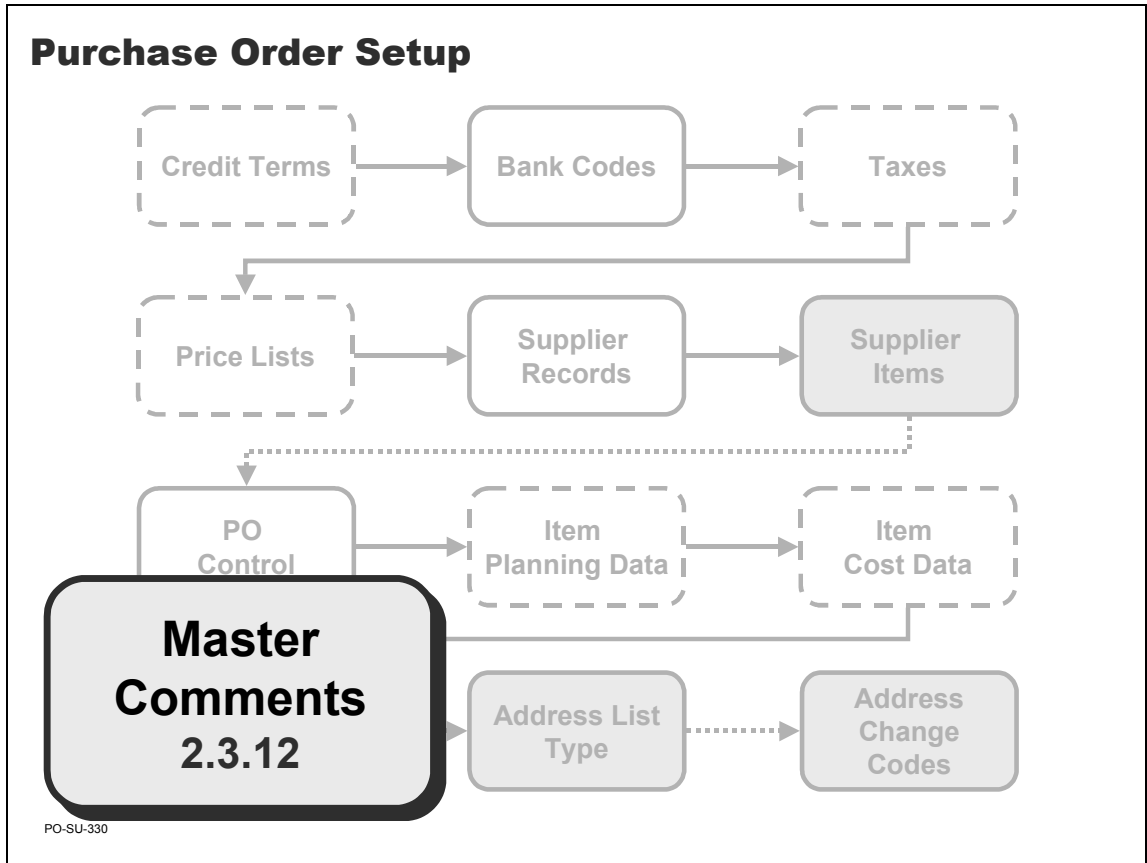 Purchase Order Setup
Credit Terms
Bank Codes
Taxes
Price Lists
Supplier
Records
Supplier
Items
PO
Control
Item
Planning Data
Item
Cost Data
Master
Comments
2.3.12
Address List
Type
Address
Change
Codes
PO-SU-330